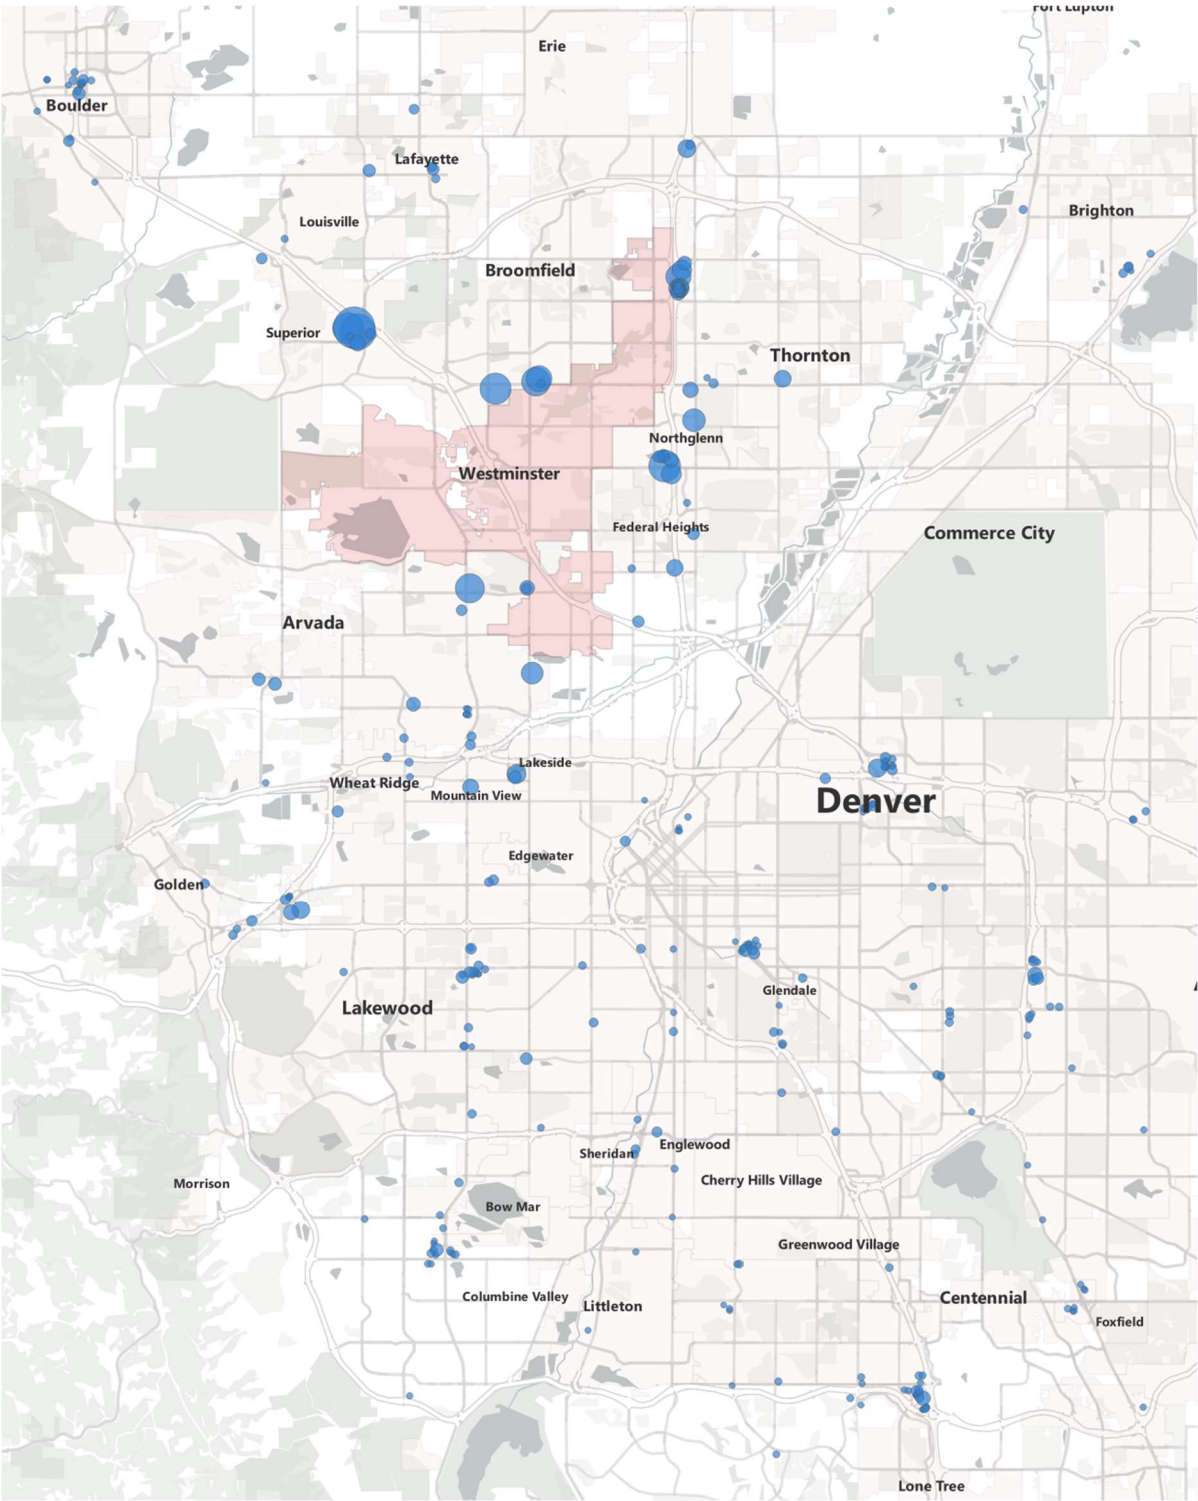 Fort Lupton
Erie
Boulder
Lafayette
Brighton
Louisville
Broomfield
Superior
Thornton
Northglenn
Westminster
Federal Heights
Commerce City
Arvada
Lakeside
Wheat Ridge
Mountain View
Denver
Edgewater
Golden
Glendale
Lakewood
Englewood
Sheridan
Cherry Hills Village
Morrison
Bow Mar
Greenwood Village
Columbine Valley
Centennial
Littleton
Foxfield
Lone Tree